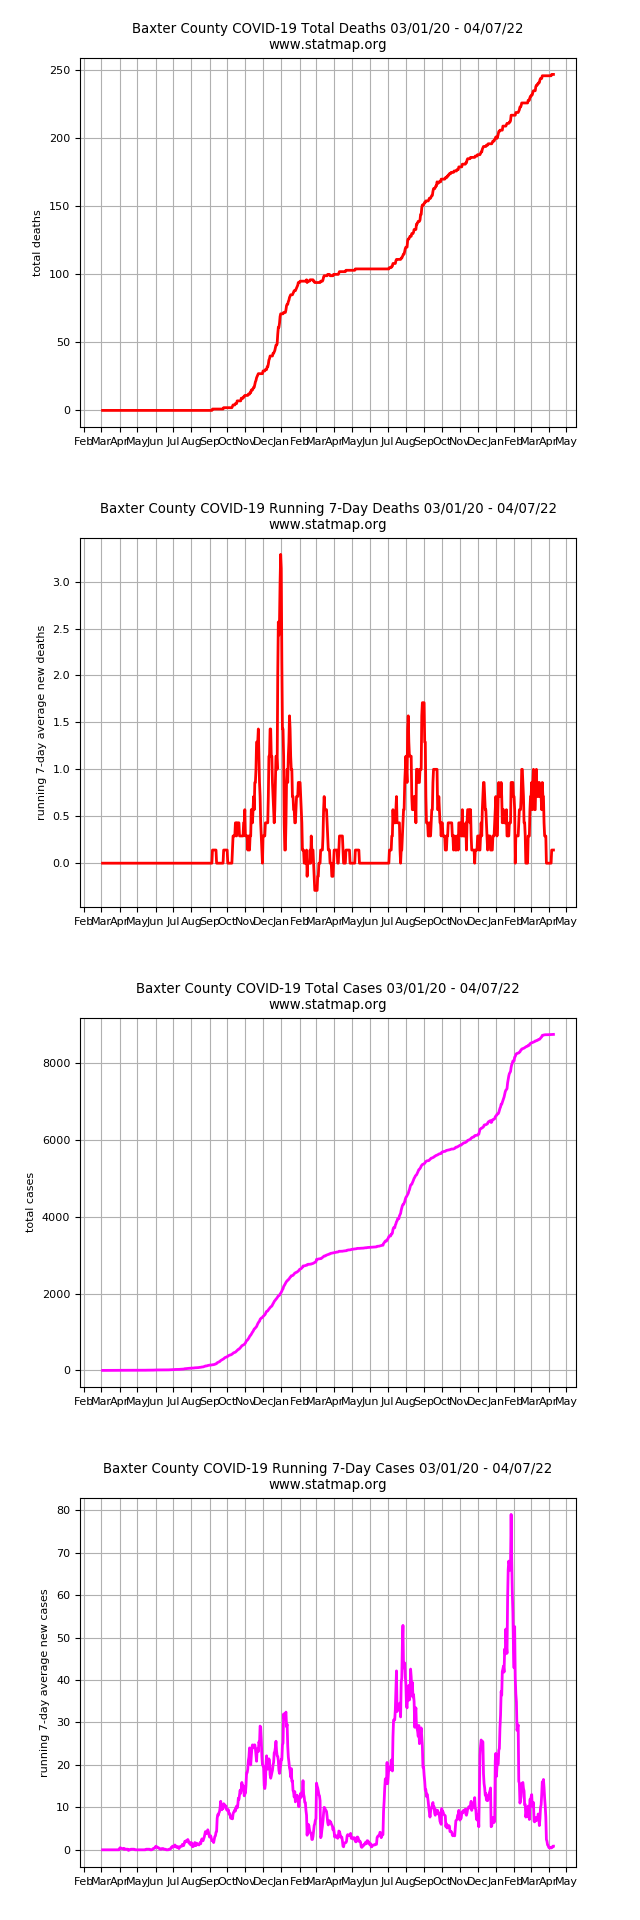 Baxter County COVID-19 Total Deaths 03/01/20 - 04/07/22
www.statmap.org
250
200
150
100
50
0
total deaths
Feb Mar Apr May Jun Jul Aug Sep Oct Nov Dec Jan Feb Mar Apr May Jun Jul Aug Sep Oct Nov Dec Jan Feb Mar Apr May
Baxter County COVID-19 Running 7-Day Deaths 03/01/20 - 04/07/22
www.statmap.org
3.0
2.5
2.0
1.5
1.0
0.5
0.0
running 7-day average new deaths
Feb Mar Apr May Jun Jul Aug Sep Oct Nov Dec Jan Feb Mar Apr May Jun Jul Aug Sep Oct Nov Dec Jan Feb Mar Apr May
Baxter County COVID-19 Total Cases 03/01/20 - 04/07/22
www.statmap.org
8000
6000
4000
2000
0
total cases
Feb Mar Apr May Jun Jul Aug Sep Oct Nov Dec Jan Feb Mar Apr May Jun Jul Aug Sep Oct Nov Dec Jan Feb Mar Apr May
Baxter County COVID-19 Running 7-Day Cases 03/01/20 - 04/07/22
www.statmap.org
80
70
60
50
40
30
20
10
0
running 7-day average new cases
Feb Mar Apr May Jun Jul Aug Sep Oct Nov Dec Jan Feb Mar Apr May Jun Jul Aug Sep Oct Nov Dec Jan Feb Mar Apr May